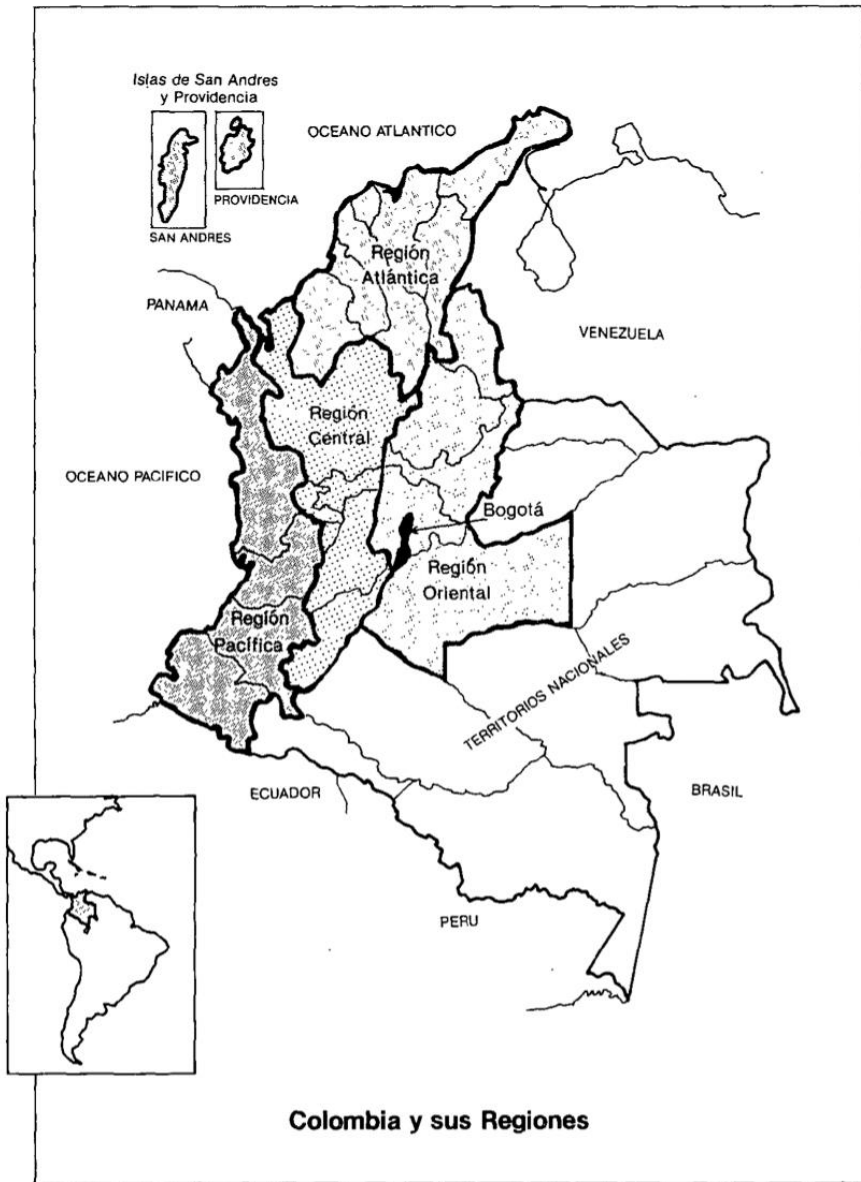 Islas de San Andres
y Providencia
OCEANO ATLANTICO
PROVIDENCIA
SAN ANDRES
Región
Atlántica
PANAMA
VENEZUELA
Región
Central
OCEANO PACIFICO
Bogotá
Región
Oriental
Región
Pacífica
TERRITORIOS NACIONALES
ECUADOR
BRASIL
PERU
Colombia y sus Regiones